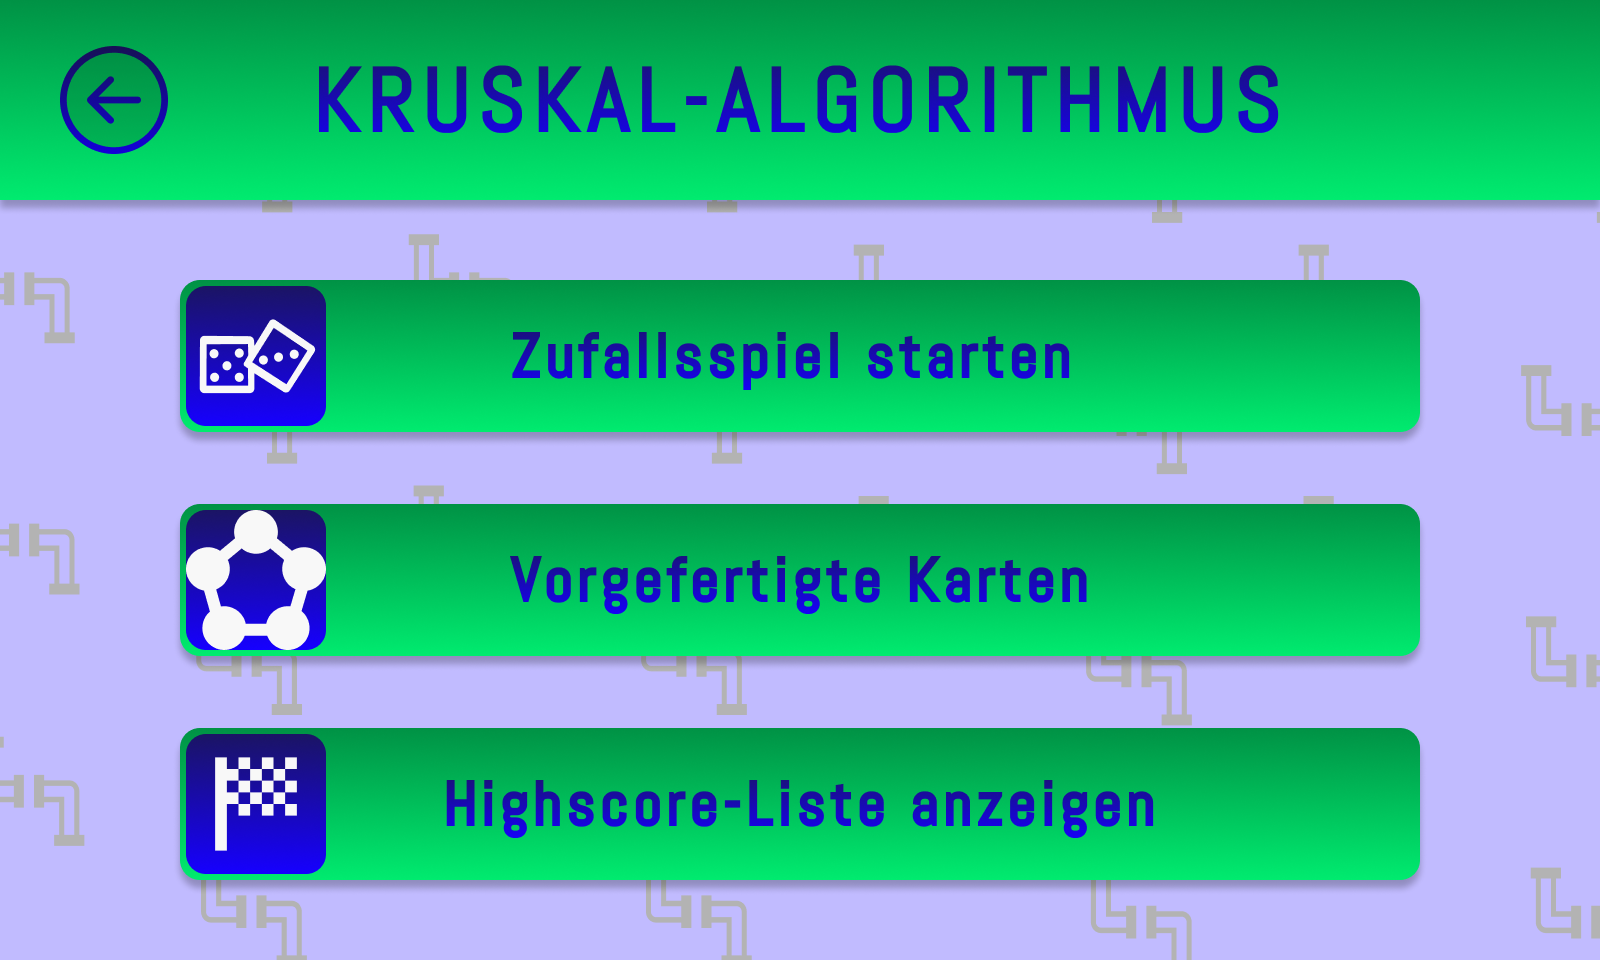 KRUSKAL-ALGORITHMUS
Zufallsspiel starten
Vorgefertigte Karten
Highscore-Liste anzeigen